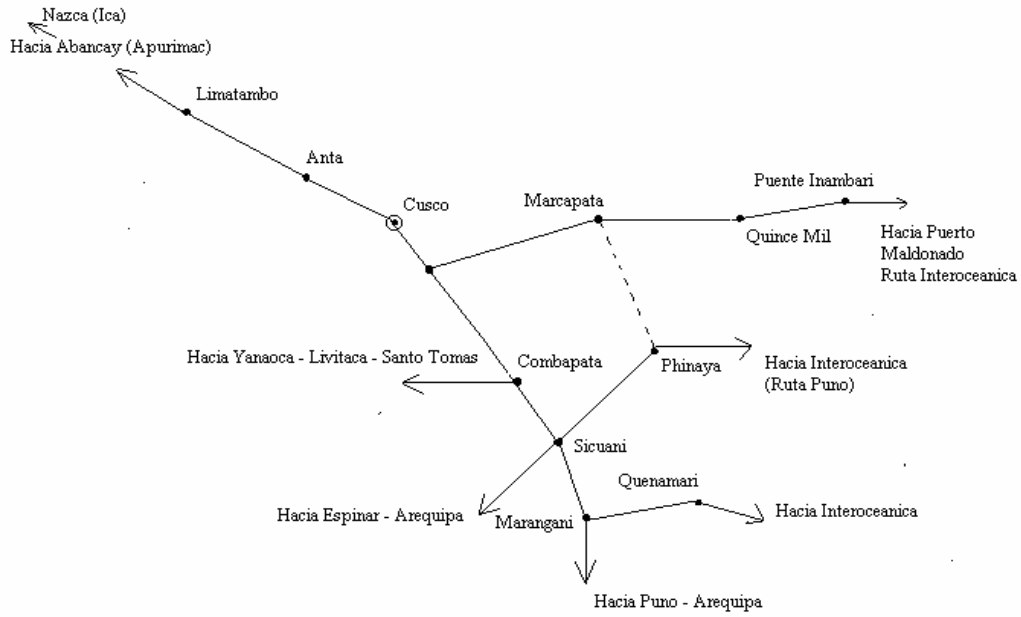 Nazca (Ica)
Hacia Abancay (Apurimac)
Limatambo
Anta
Cusco
Marcapata
Puente Inambari
Quince Mil
Hacia Puerto
Maldonado
Ruta Interoceanica
Hacia Yanaoca - Livitaca - Santo Tomas
Combapata
Phinaya
Hacia Interoceanica
(Ruta Puno)
Sicuani
Quenamari
Hacia Espinar - Arequipa
Marangani
Hacia Interoceanica
Hacia Puno - Arequipa